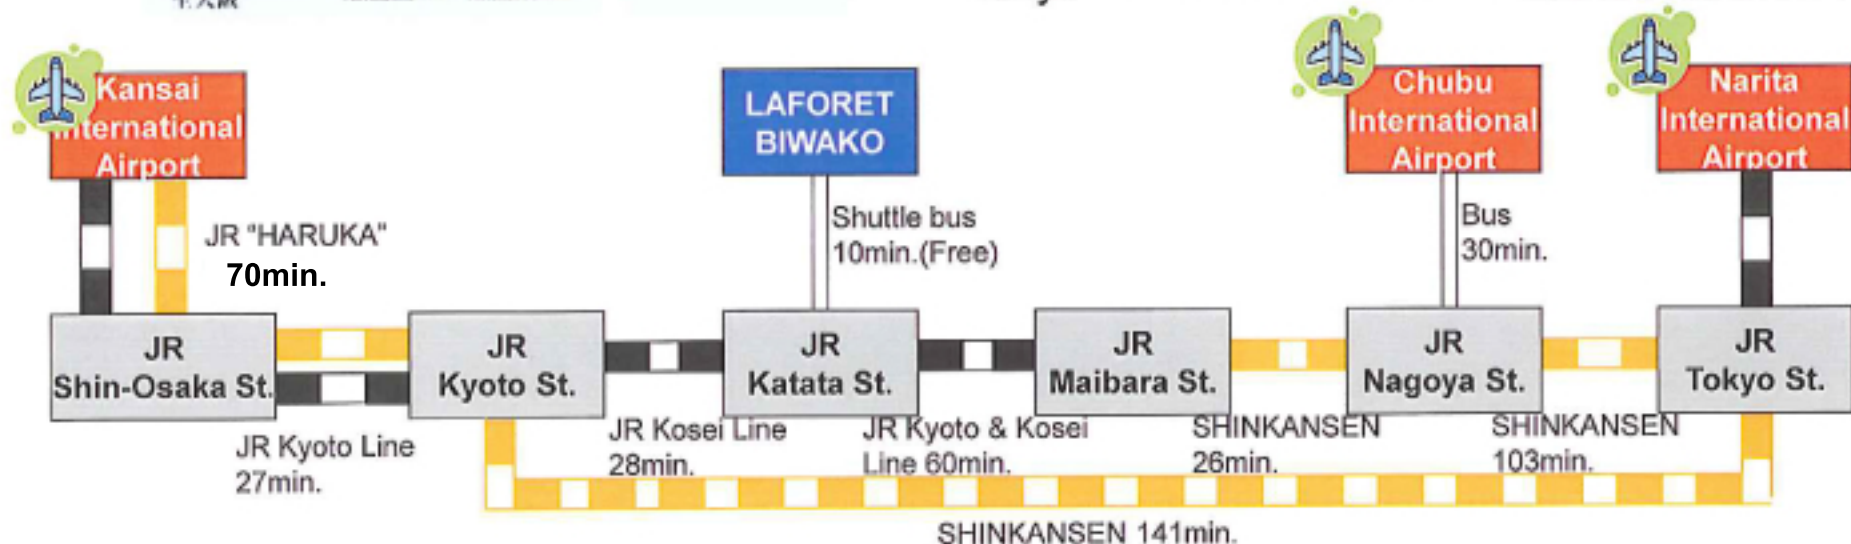 Kansai
International
Airport
LAFORET
BIWAKO
Chubu
International
Airport
Narita
International
Airport
JR "HARUKA"
70min.
Shuttle bus
10min.(Free)
Bus
30min.
JR
Shin-Osaka St.
JR
Kyoto St.
JR
Katata St.
JR
Maibara St.
JR
Nagoya St.
JR
Tokyo St.
JR Kyoto Line
27min.
JR Kosei Line
28min.
JR Kyoto & Kosei
Line 60min.
SHINKANSEN
26min.
SHINKANSEN
103min.
SHINKANSEN 141min.